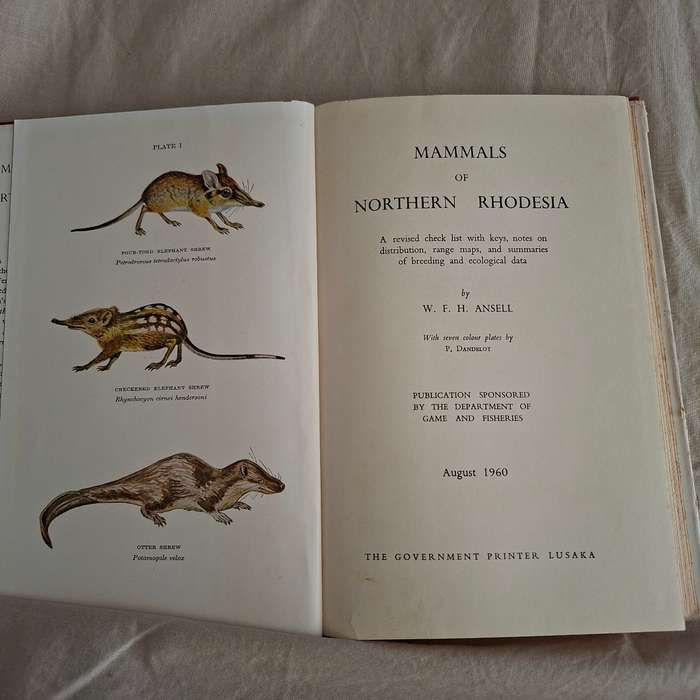 M
RT
PLATE I
FOUR-TOED ELEPHANT SHREW
Petrodromus tetradactylus robustus
CHECKERED ELEPHANT SHREW
Rhynchocyon cirnei hendersoni
OTTER SHREW
Potamogale velox
MAMMALS
OF
NORTHERN RHODESIA
A revised check list with keys, notes on
distribution, range maps, and summaries
of breeding and ecological data
by
W. F. H. ANSELL
With seven colour plates by
P. DANDELOT
PUBLICATION SPONSORED
BY THE DEPARTMENT OF
GAME AND FISHERIES
August 1960
THE GOVERNMENT PRINTER LUSAKA